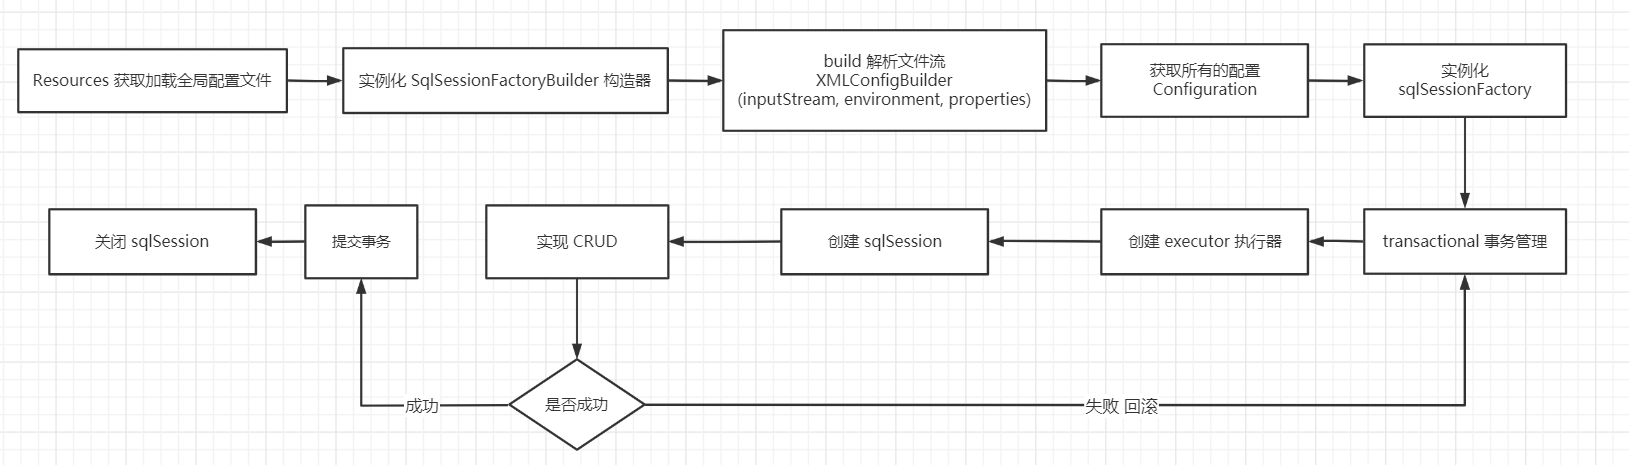 Resources 获取加载全局配置文件
实例化 SqlSessionFactoryBuilder 构造器
build 解析文件流
XMLConfigBuilder
(inputStream, environment, properties)
获取所有的配置
Configuration
实例化
sqlSessionFactory
transactional 事务管理
创建 executor 执行器
创建 sqlSession
实现 CRUD
提交事务
关闭 sqlSession
是否成功
成功
失败 回滚